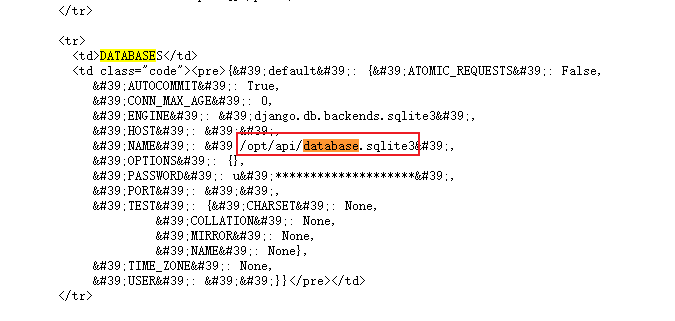 </tr>
<tr>
<td>DATABASES</td>
<td class="code"><pre>{&#39;default&#39;: {&#39;ATOMIC_REQUESTS&#39;: False,
&#39;AUTOCOMMIT&#39;: True,
&#39;CONN_MAX_AGE&#39;: 0,
&#39;ENGINE&#39;: &#39;django.db.backends.sqlite3&#39;,
&#39;HOST&#39;: &#39;&#39;,
&#39;NAME&#39;: &#39;/opt/api/database.sqlite3&#39;,
&#39;OPTIONS&#39;: {},
&#39;PASSWORD&#39;: u&#39;********************&#39;,
&#39;PORT&#39;: &#39;&#39;,
&#39;TEST&#39;: {&#39;CHARSET&#39;: None,
&#39;COLLATION&#39;: None,
&#39;MIRROR&#39;: None,
&#39;NAME&#39;: None},
&#39;TIME_ZONE&#39;: None,
&#39;USER&#39;: &#39;&#39;}}</pre></td>
</tr>